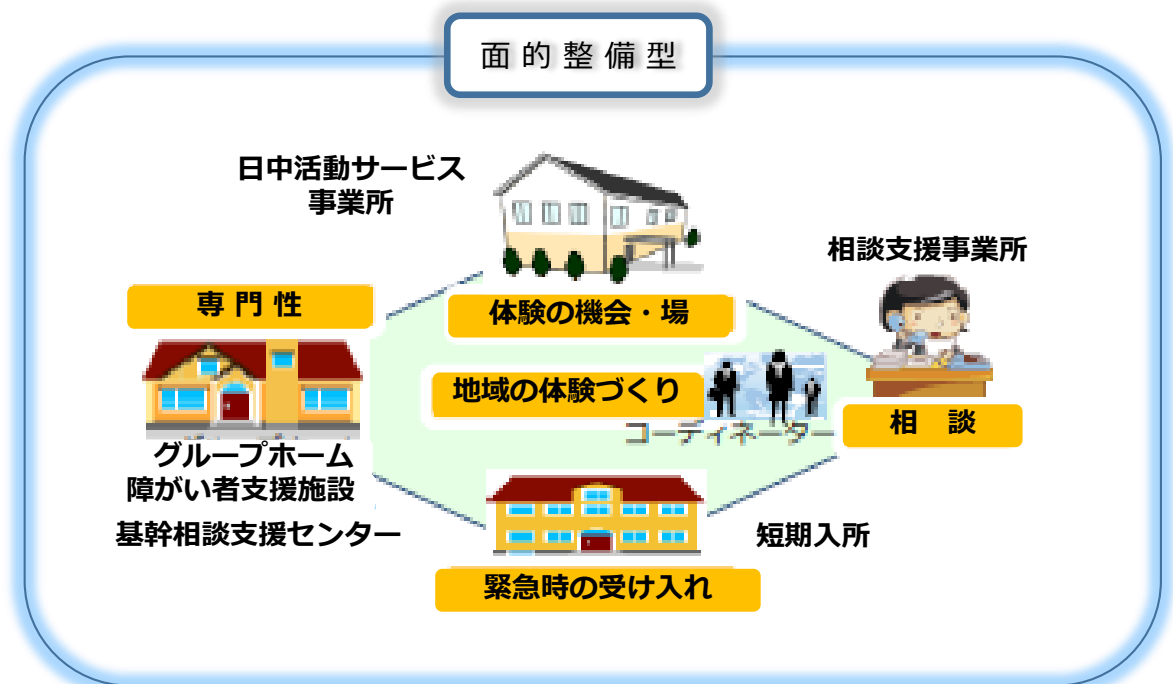 面的整備型
日中活動サービス
事業所
相談支援事業所
専門性
体験の機会・場
地域の体験づくり
コーディネーター
相 談
グループホーム
障がい者支援施設
基幹相談支援センター
短期入所
緊急時の受け入れ